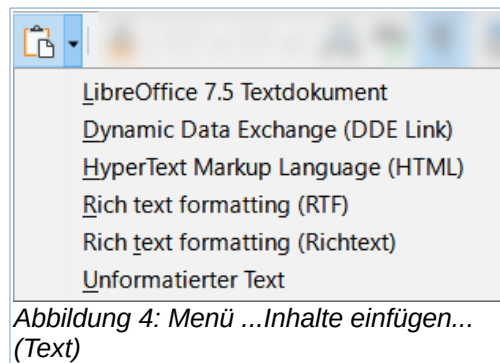 LibreOffice 7.5 Textdokument
Dynamic Data Exchange (DDE Link)
HyperText Markup Language (HTML)
Rich text formatting (RTF)
Rich text formatting (Richtext)
Unformatierter Text
Abbildung 4: Menü ...Inhalte einfügen...
(Text)